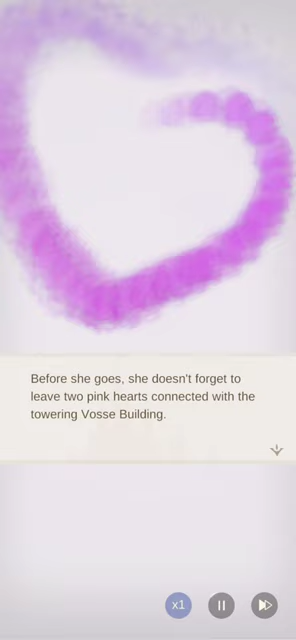 Before she goes, she doesn't forget to
leave two pink hearts connected with the
towering Vosse Building.
x1